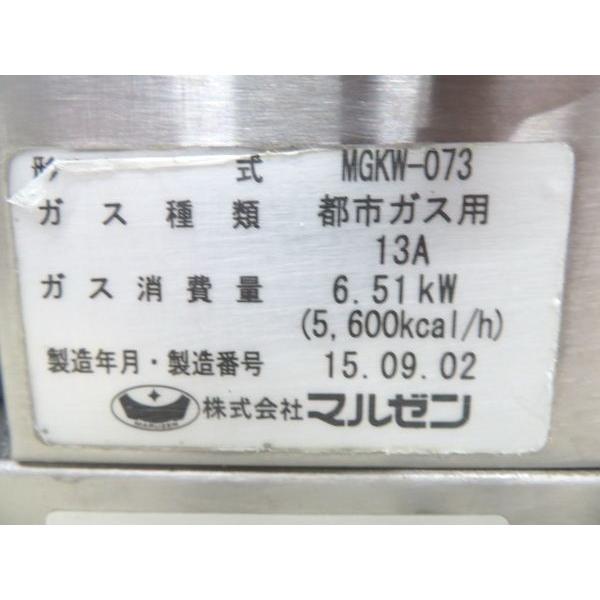 形式 MGKW-073
ガス種類 都市ガス用
13A
ガス消費量 6.51kW
(5,600kcal/h)
製造年月・製造番号 15.09.02
MARUZEN 株式会社マルゼン